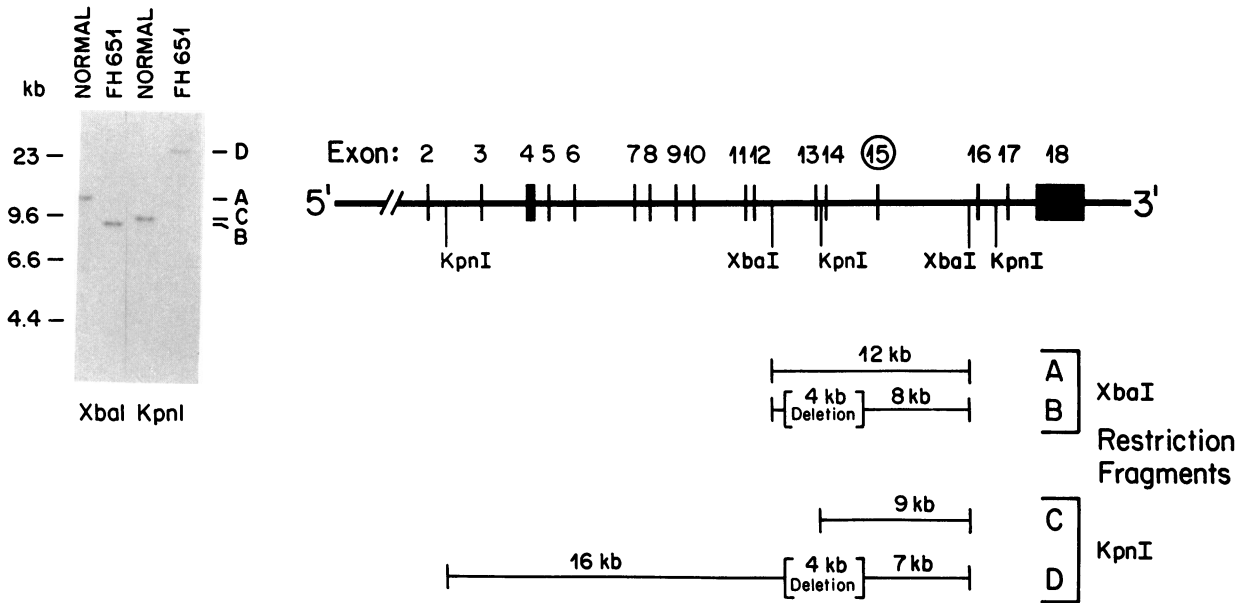 kb
NORMAL
FH 651
NORMAL
FH 651
23
9.6
6.6
4.4
D
A
C
B
XbaI KpnI
Exon: 2 3 4 5 6 7 8 9 10 11 12 13 14 15 16 17 18
5' 3'
KpnI XbaI KpnI XbaI KpnI
12 kb
A
4 kb
Deletion
8 kb
B
XbaI
Restriction
Fragments
9 kb
C
16 kb
4 kb
Deletion
7 kb
D
KpnI